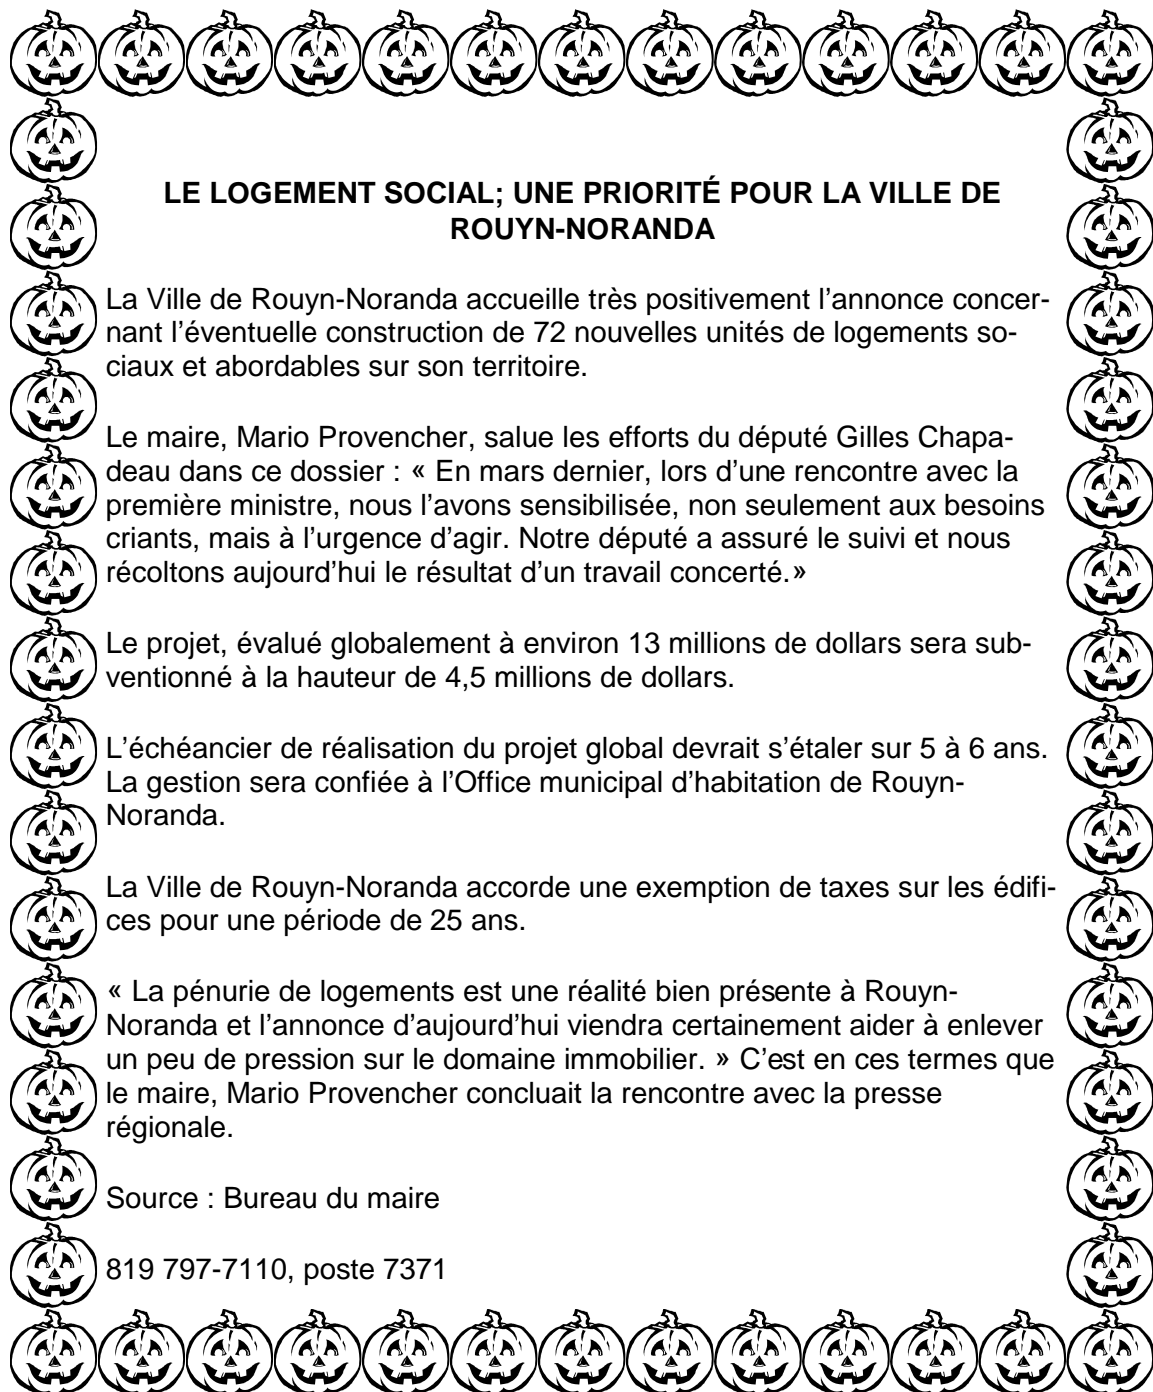 LE LOGEMENT SOCIAL; UNE PRIORITÉ POUR LA VILLE DE
ROUYN-NORANDA
La Ville de Rouyn-Noranda accueille très positivement l’annonce concer-
nant l’éventuelle construction de 72 nouvelles unités de logements so-
ciaux et abordables sur son territoire.
Le maire, Mario Provencher, salue les efforts du député Gilles Chapa-
deau dans ce dossier : « En mars dernier, lors d’une rencontre avec la
première ministre, nous l’avons sensibilisée, non seulement aux besoins
criants, mais à l’urgence d’agir. Notre député a assuré le suivi et nous
récoltons aujourd’hui le résultat d’un travail concerté.»
Le projet, évalué globalement à environ 13 millions de dollars sera sub-
ventionné à la hauteur de 4,5 millions de dollars.
L’échéancier de réalisation du projet global devrait s’étaler sur 5 à 6 ans.
La gestion sera confiée à l’Office municipal d’habitation de Rouyn-
Noranda.
La Ville de Rouyn-Noranda accorde une exemption de taxes sur les édifi-
ces pour une période de 25 ans.
« La pénurie de logements est une réalité bien présente à Rouyn-
Noranda et l’annonce d’aujourd’hui viendra certainement aider à enlever
un peu de pression sur le domaine immobilier. » C’est en ces termes que
le maire, Mario Provencher concluait la rencontre avec la presse
régionale.
Source : Bureau du maire
819 797-7110, poste 7371